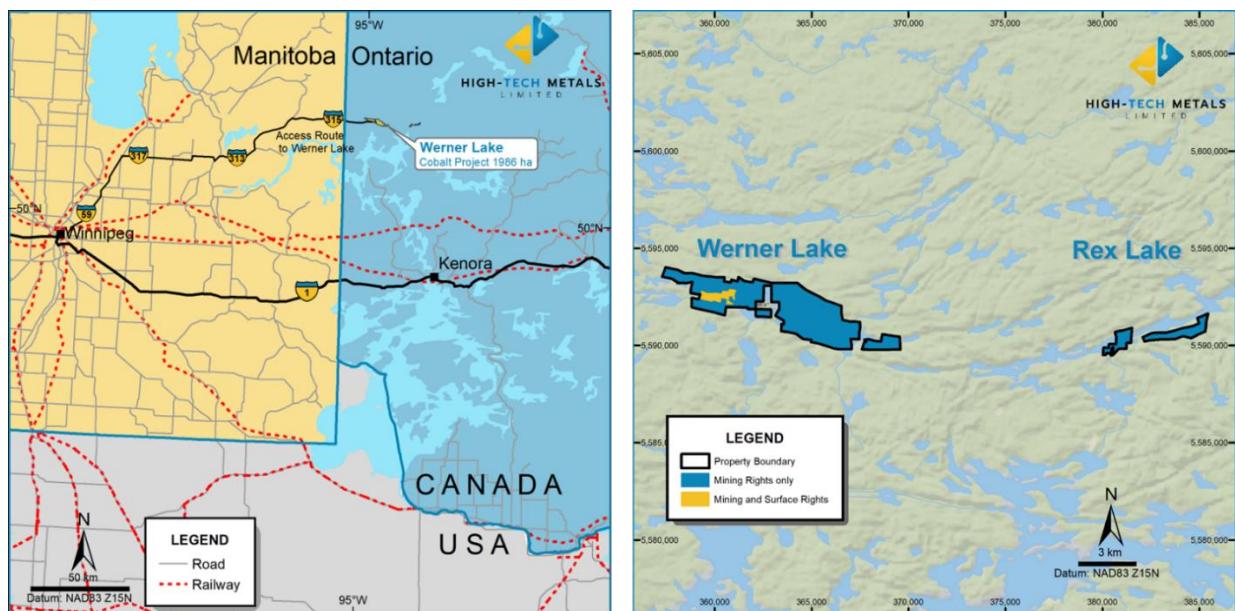 95°W
Manitoba Ontario
HIGH-TECH METALS
LIMITED
315
Access Route
to Werner Lake
Werner Lake
Cobalt Project 1986 ha
317
313
59
50°N
50°N
Winnipeg
Kenora
1
CANADA
USA
N
50 km
Datum: NAD83 Z15N
LEGEND
Road
Railway
95°W
360,000
365,000
370,000
375,000
380,000
385,000
5,605,000
5,605,000
HIGH-TECH METALS
LIMITED
5,600,000
5,600,000
5,595,000
5,595,000
Werner Lake
Rex Lake
5,590,000
5,590,000
5,585,000
5,585,000
LEGEND
Property Boundary
Mining Rights only
Mining and Surface Rights
N
3 km
Datum: NAD83 Z15N
5,580,000
5,580,000
360,000
365,000
370,000
375,000
380,000
385,000